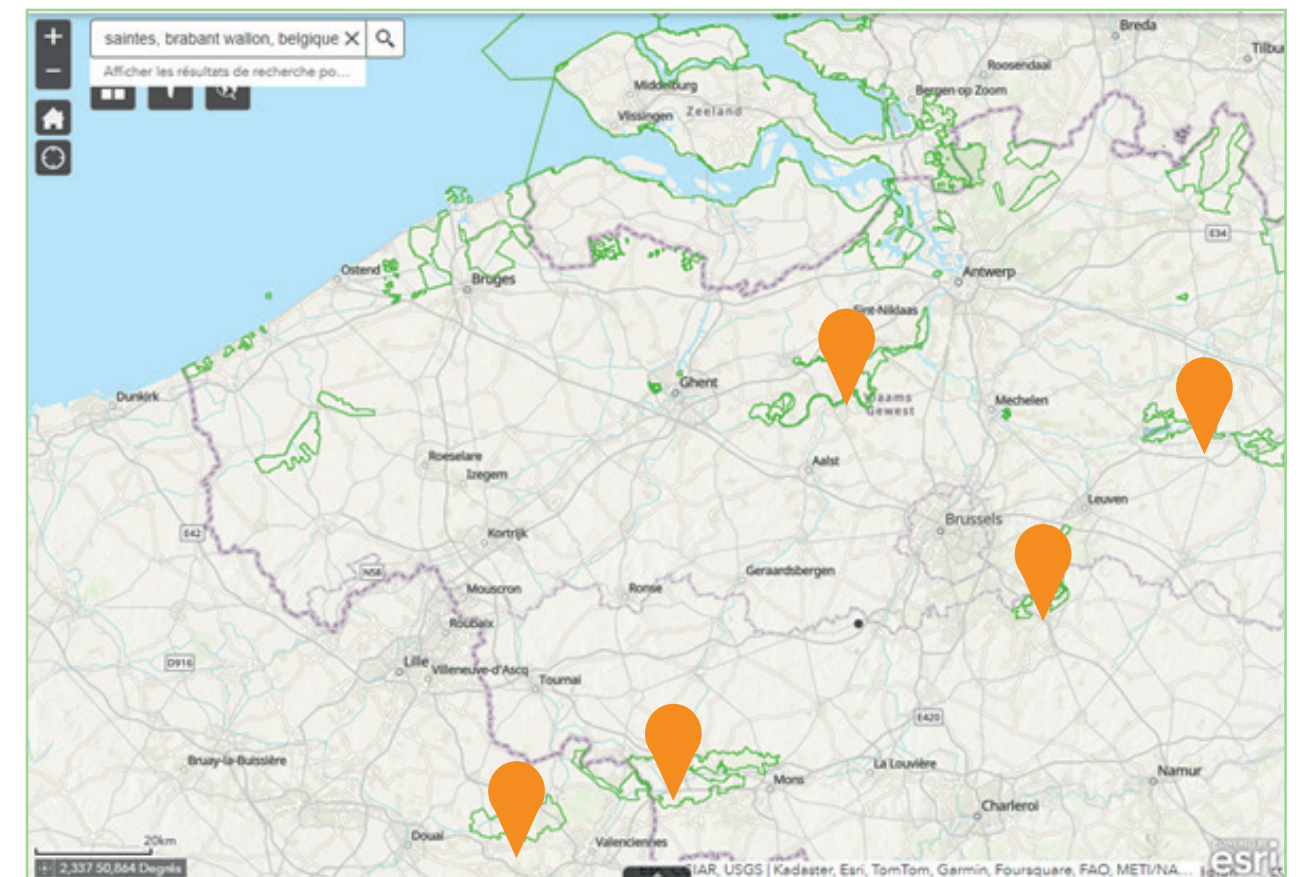 +
saintes, brabant wallon, belgique ×
Afficher les résultats de recherche po...
−
Breda
Roosendaal
Middelburg
Bergen op Zoom
Vlissingen
Zeeland
E34
Ostend
Antwerp
Bruges
Sint-Niklaas
Ghent
Dunkirk
Mechelen
Gewest
Roeselare
Aalst
Izegem
Leuven
Brussels
E42
Kortrijk
N58
Geraardsbergen
Mouscron
Ronse
Roubaix
D916
Lille
Villeneuve-d'Ascq
Tournai
E420
Bruay-la-Buissière
La Louvière
Mons
Namur
Charleroi
Douai
Valenciennes
20km
2,337 50,864 Degrés
IAR, USGS | Kadaster, Esri, TomTom, Garmin, Foursquare, FAO, METI/NA...
POWERED BY
esri